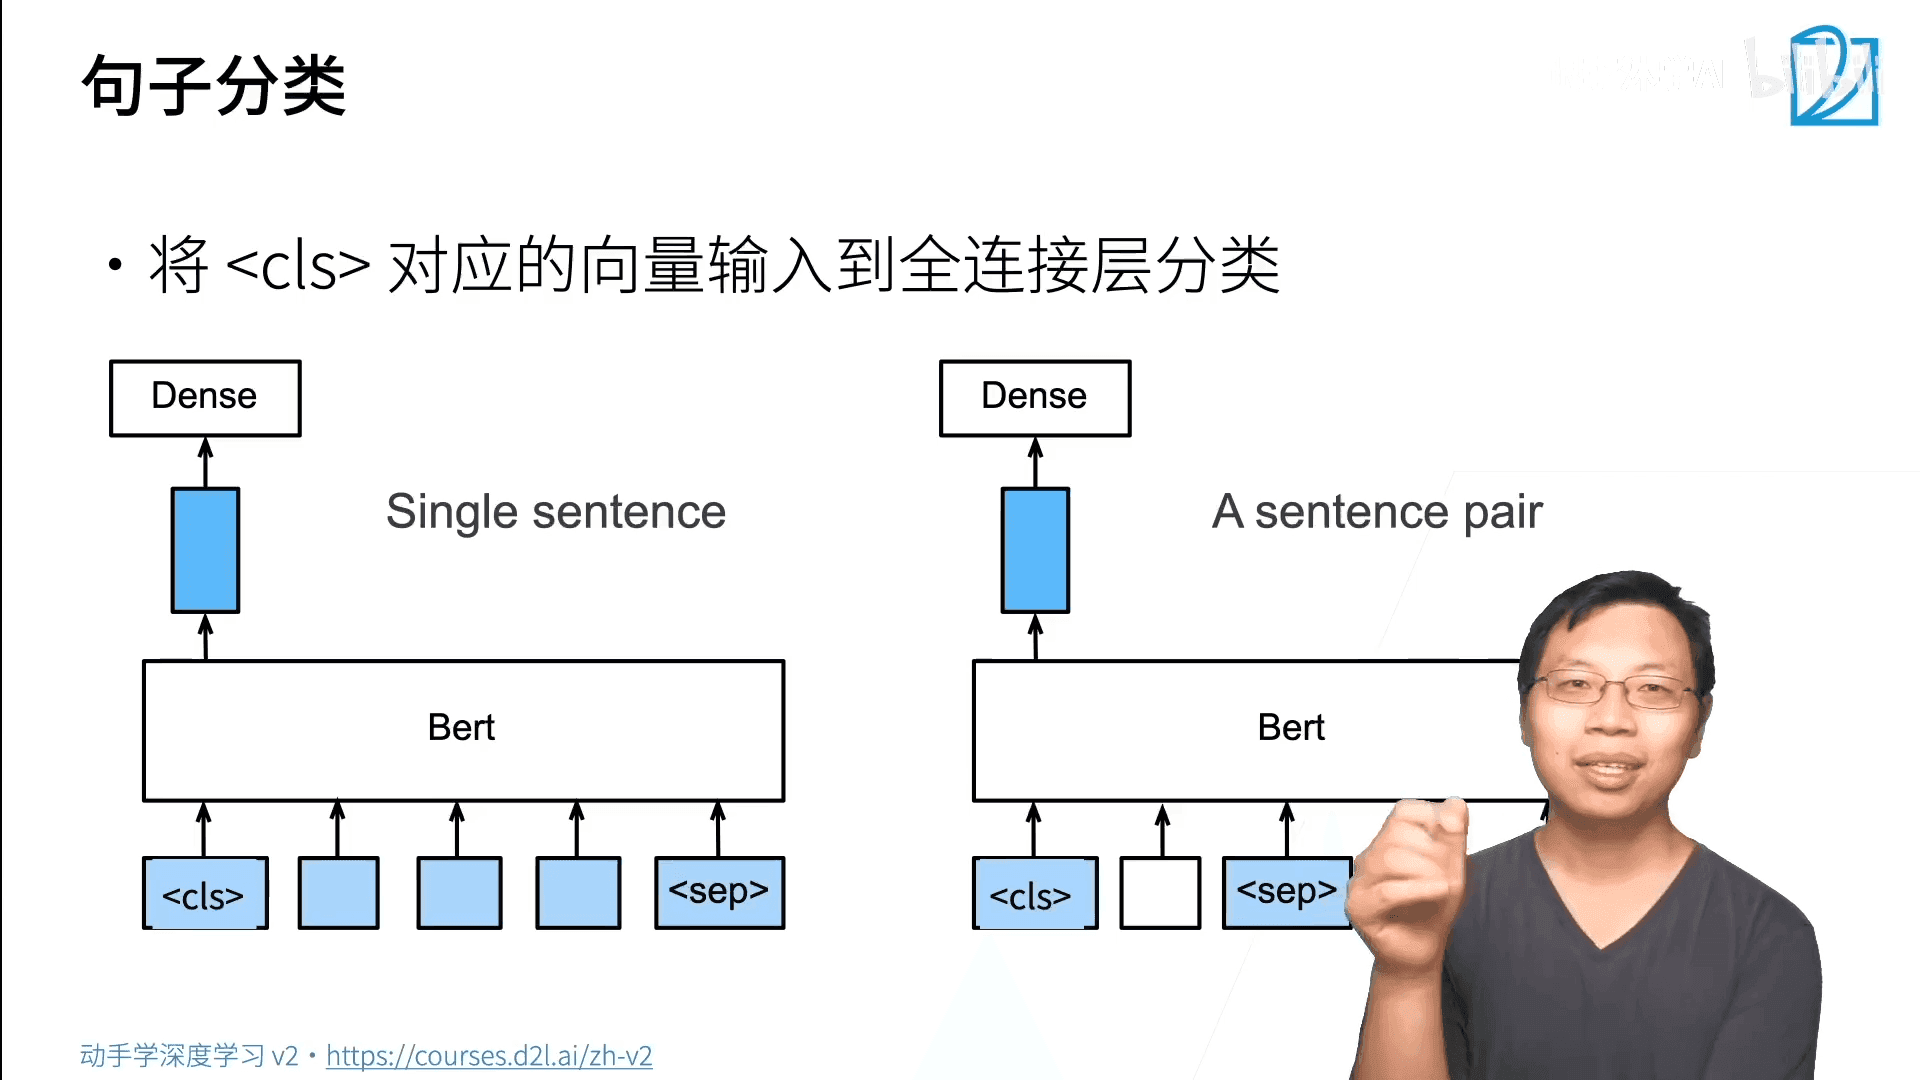 句子分类
bilibili
• 将 <cls> 对应的向量输入到全连接层分类
Dense
Dense
Single sentence
A sentence pair
Bert
Bert
<cls>
<sep>
<cls>
<sep>
动手学深度学习 v2 • https://courses.d2l.ai/zh-v2